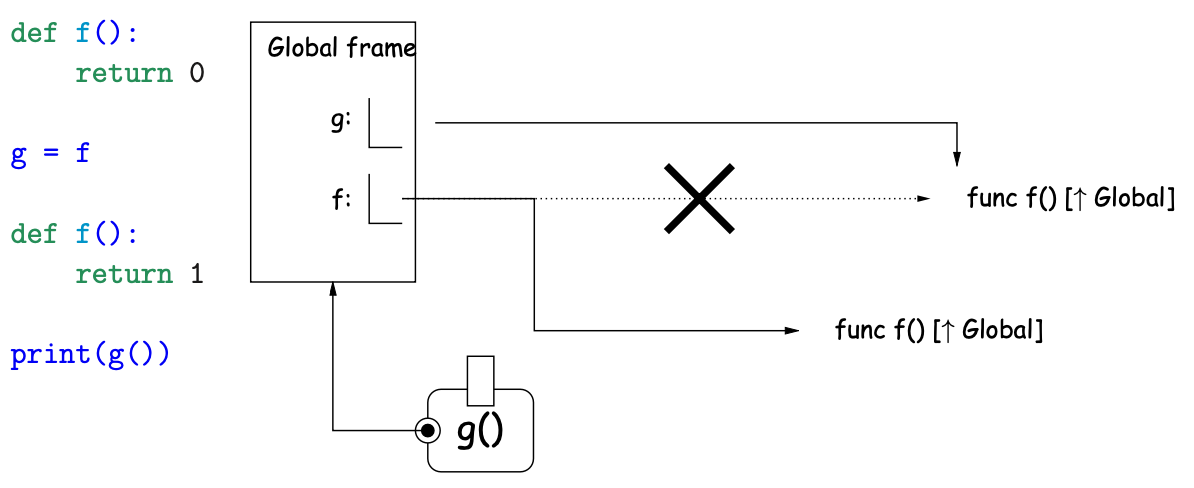 def f():
    return 0
g = f
def f():
    return 1
print(g())
Global frame
g:
f:
func f() [↑ Global]
func f() [↑ Global]
g()